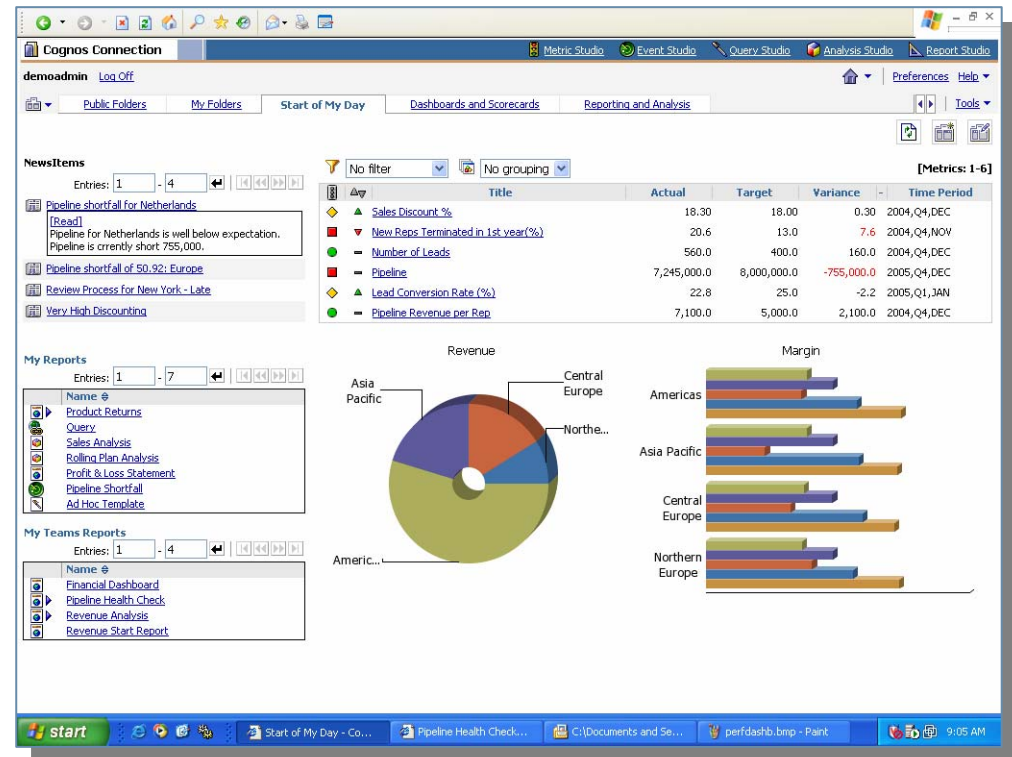 Cognos Connection
Metric Studio Event Studio Query Studio Analysis Studio Report Studio
demoadmin Log Off
Preferences Help
Public Folders My Folders Start of My Day Dashboards and Scorecards Reporting and Analysis
Tools
NewsItems
Entries: 1 - 4
Pipeline shortfall for Netherlands
[Read]
Pipeline for Netherlands is well below expectation.
Pipeline is crrently short 755,000.
Pipeline shortfall of 50.92: Europe
Review Process for New York - Late
Very High Discounting
No filter No grouping [Metrics: 1-6]
Title Actual Target Variance - Time Period
Sales Discount % 18.30 18.00 0.30 2004,Q4,DEC
New Reps Terminated in 1st year(%) 20.6 13.0 7.6 2004,Q4,NOV
Number of Leads 560.0 400.0 160.0 2004,Q4,DEC
Pipeline 7,245,000.0 8,000,000.0 -755,000.0 2005,Q4,DEC
Lead Conversion Rate (%) 22.8 25.0 -2.2 2005,Q1,JAN
Pipeline Revenue per Rep 7,100.0 5,000.0 2,100.0 2004,Q4,DEC
My Reports
Entries: 1 - 7
Name
Product Returns
Query
Sales Analysis
Rolling Plan Analysis
Profit & Loss Statement
Pipeline Shortfall
Ad Hoc Template
My Teams Reports
Entries: 1 - 4
Name
Financial Dashboard
Pipeline Health Check
Revenue Analysis
Revenue Start Report
Revenue
Asia
Pacific
Central
Europe
Northe...
Americ...
Margin
Americas
Asia Pacific
Central
Europe
Northern
Europe
start Start of My Day - Co... Pipeline Health Check... C:\Documents and Se... perfdashb.bmp - Paint 9:05 AM